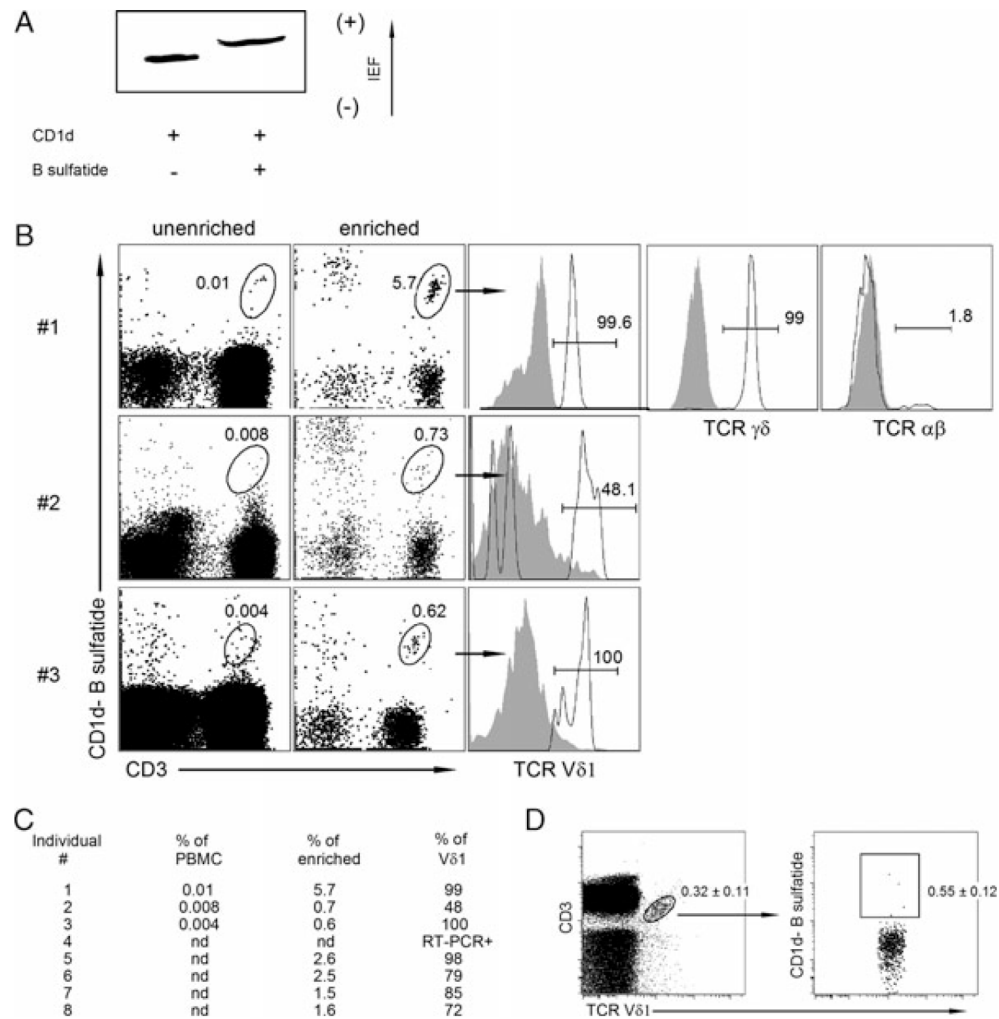 A
(+)
(-)
IEF
CD1d + +
B sulfatide - +
B
unenriched enriched
#1
0.01
5.7
99.6
99
1.8
TCR γδ
TCR αβ
#2
0.008
0.73
48.1
#3
0.004
0.62
100
CD1d- B sulfatide
CD3
TCR Vδ1
C
Individual % of % of % of
# PBMC enriched Vδ1
1 0.01 5.7 99
2 0.008 0.7 48
3 0.004 0.6 100
4 nd nd RT-PCR+
5 nd 2.6 98
6 nd 2.5 79
7 nd 1.5 85
8 nd 1.6 72
D
CD3
0.32 ± 0.11
CD1d- B sulfatide
0.55 ± 0.12
TCR Vδ1